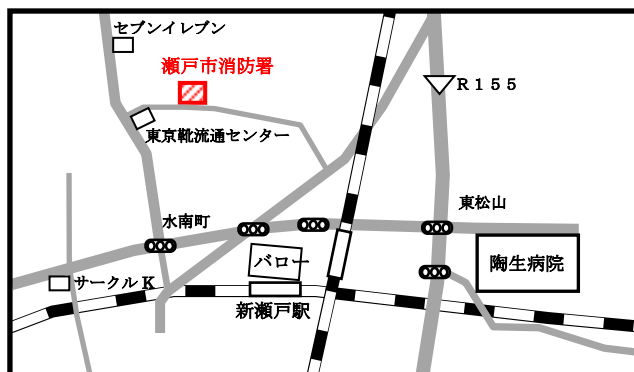 セブンイレブン
瀬戸市消防署
R155
東京靴流通センター
東松山
水南町
バロー
陶生病院
サークルK
新瀬戸駅